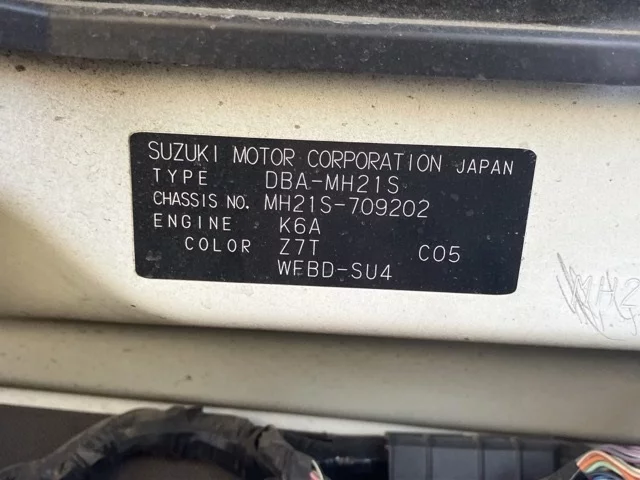 SUZUKI MOTOR CORPORATION JAPAN
TYPE DBA-MH21S
CHASSIS NO. MH21S-709202
ENGINE K6A
COLOR Z7T C05
WFBD-SU4